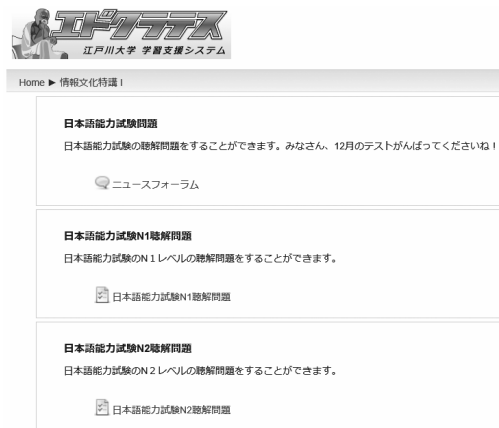 エドクラテス
江戸川大学 学習支援システム
Home ► 情報文化特講 I
日本語能力試験問題
日本語能力試験の聴解問題をすることができます。みなさん、12月のテストがんばってくださいね！
ニュースフォーラム
日本語能力試験N1聴解問題
日本語能力試験のN１レベルの聴解問題をすることができます。
日本語能力試験N1聴解問題
日本語能力試験N2聴解問題
日本語能力試験のN２レベルの聴解問題をすることができます。
日本語能力試験N2聴解問題